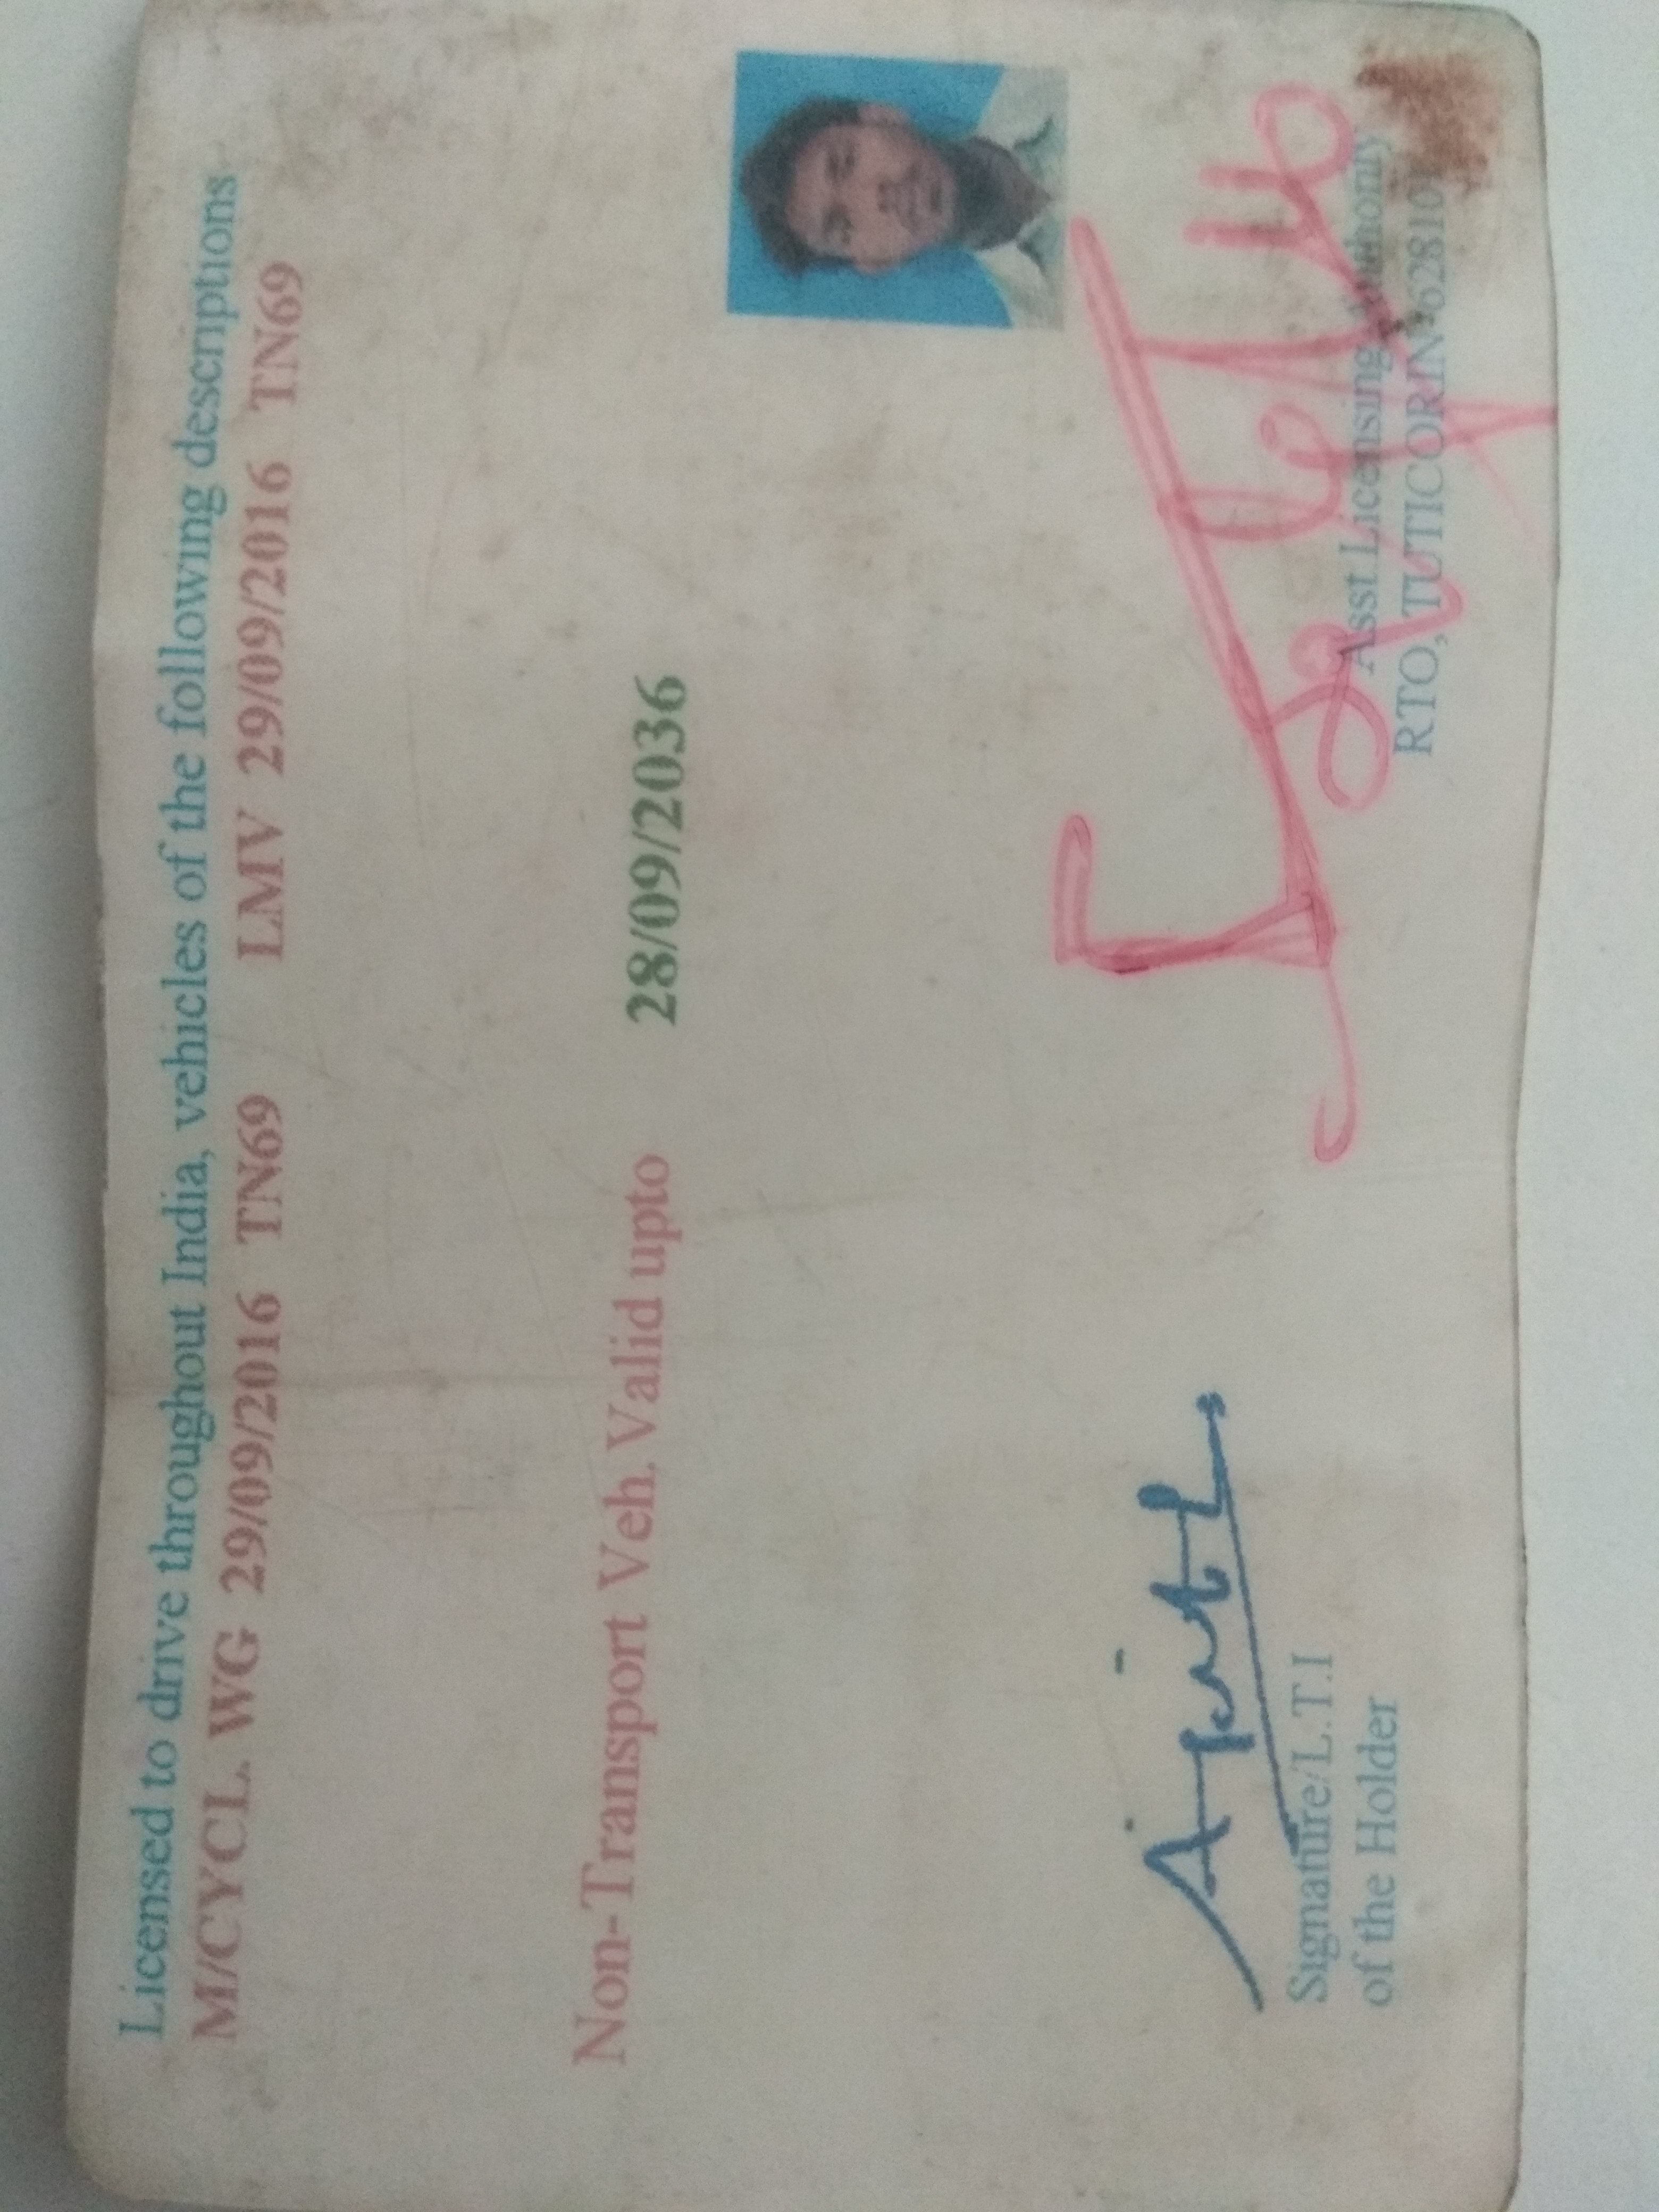 Licensed to drive throughout India, vehicles of the following descriptions
M/CYCL. WG 29/09/2016 TN69 LMV 29/09/2016 TN69
Non-Transport Veh. Valid upto 28/09/2036
Ajith
Signature/L.T.I
of the Holder
Asst Licensing Authority
RTO, TUTICORIN-628101